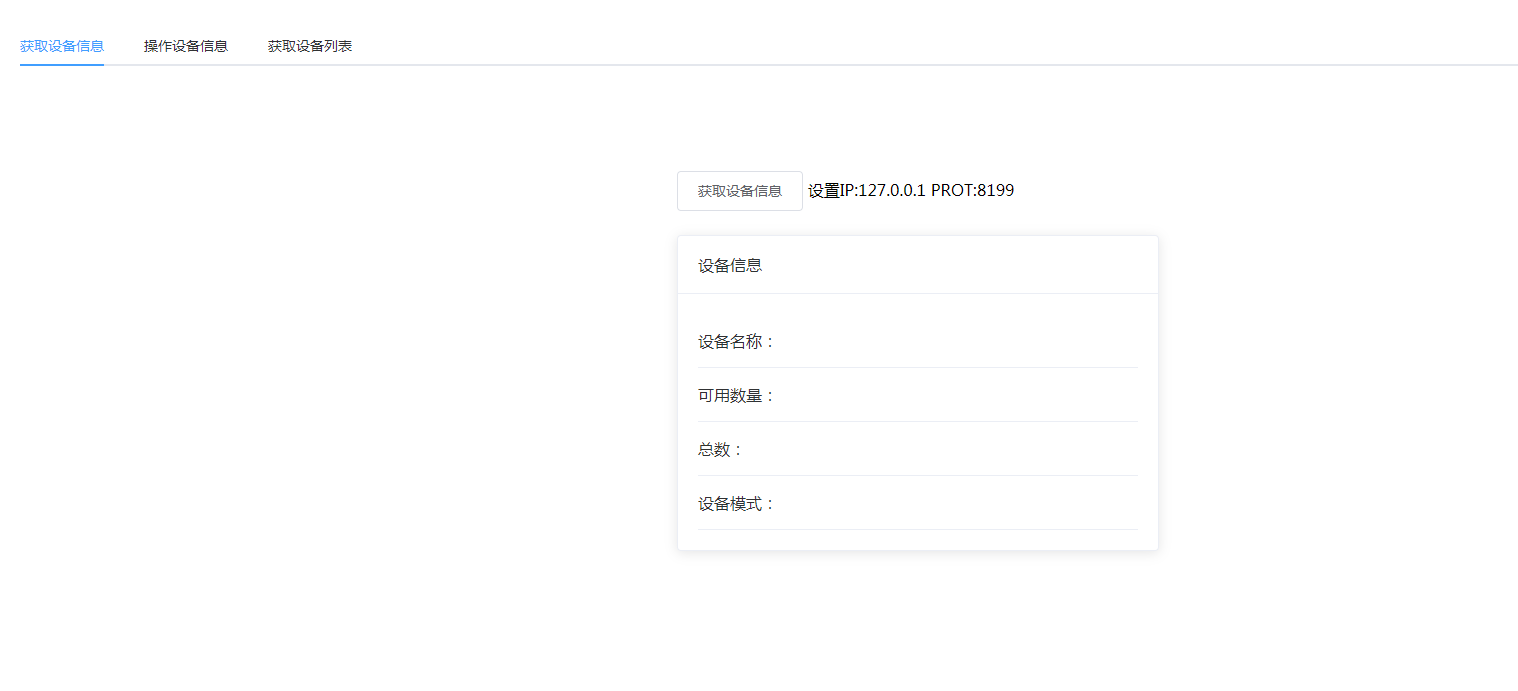 获取设备信息 操作设备信息 获取设备列表
获取设备信息 设置IP:127.0.0.1 PROT:8199
设备信息
设备名称：
可用数量：
总数：
设备模式：